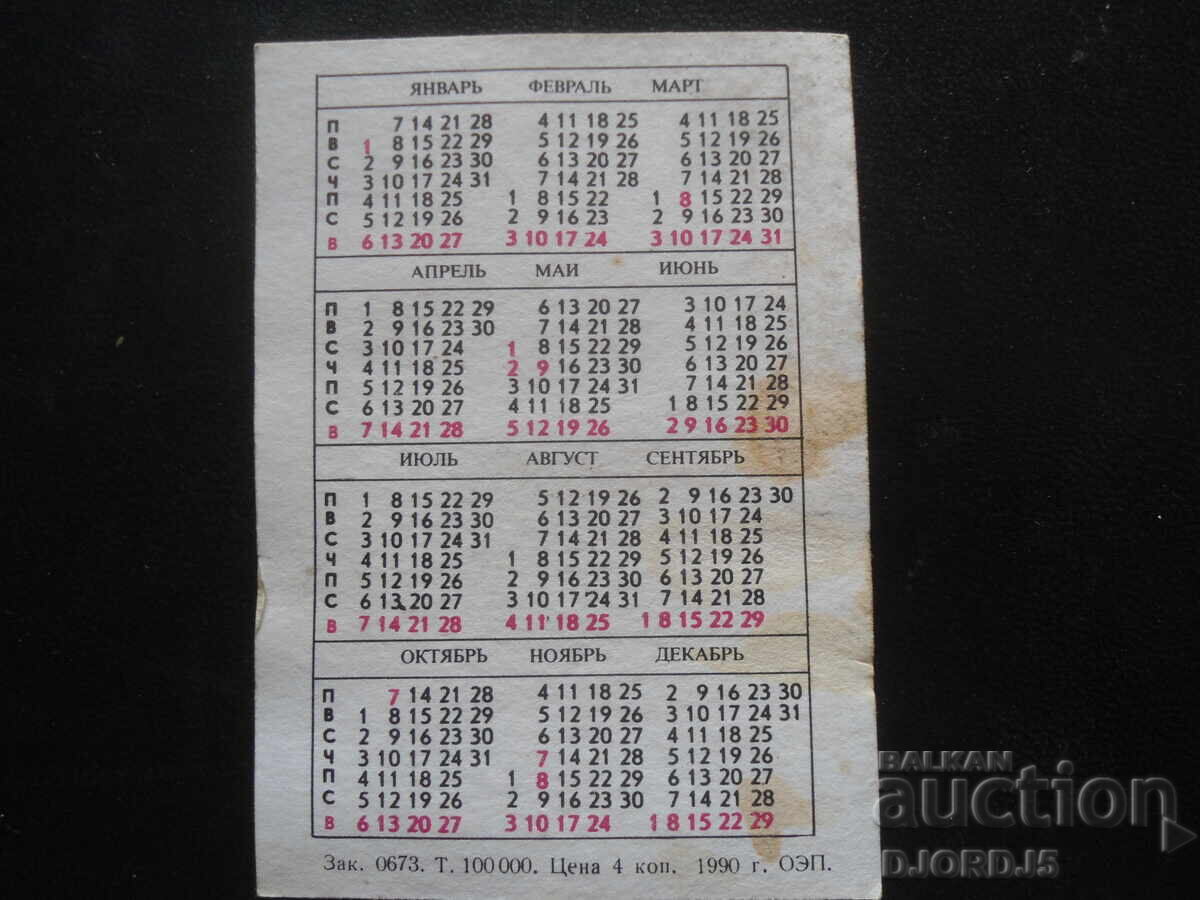 ЯНВАРЬ ФЕВРАЛЬ МАРТ
П 7 14 21 28 4 11 18 25 4 11 18 25
В 1 8 15 22 29 5 12 19 26 5 12 19 26
С 2 9 16 23 30 6 13 20 27 6 13 20 27
Ч 3 10 17 24 31 7 14 21 28 7 14 21 28
П 4 11 18 25 1 8 15 22 1 8 15 22 29
С 5 12 19 26 2 9 16 23 2 9 16 23 30
В 6 13 20 27 3 10 17 24 3 10 17 24 31
АПРЕЛЬ МАИ ИЮНЬ
П 1 8 15 22 29 6 13 20 27 3 10 17 24
В 2 9 16 23 30 7 14 21 28 4 11 18 25
С 3 10 17 24 1 8 15 22 29 5 12 19 26
Ч 4 11 18 25 2 9 16 23 30 6 13 20 27
П 5 12 19 26 3 10 17 24 31 7 14 21 28
С 6 13 20 27 4 11 18 25 1 8 15 22 29
В 7 14 21 28 5 12 19 26 2 9 16 23 30
ИЮЛЬ АВГУСТ СЕНТЯБРЬ
П 1 8 15 22 29 5 12 19 26 2 9 16 23 30
В 2 9 16 23 30 6 13 20 27 3 10 17 24
С 3 10 17 24 31 7 14 21 28 4 11 18 25
Ч 4 11 18 25 1 8 15 22 29 5 12 19 26
П 5 12 19 26 2 9 16 23 30 6 13 20 27
С 6 13 20 27 3 10 17 24 31 7 14 21 28
В 7 14 21 28 4 11 18 25 1 8 15 22 29
ОКТЯБРЬ НОЯБРЬ ДЕКАБРЬ
П 7 14 21 28 4 11 18 25 2 9 16 23 30
В 1 8 15 22 29 5 12 19 26 3 10 17 24 31
С 2 9 16 23 30 6 13 20 27 4 11 18 25
Ч 3 10 17 24 31 7 14 21 28 5 12 19 26
П 4 11 18 25 1 8 15 22 29 6 13 20 27
С 5 12 19 26 2 9 16 23 30 7 14 21 28
В 6 13 20 27 3 10 17 24 1 8 15 22 29
Зак. 0673. Т. 100 000. Цена 4 коп. 1990 г. ОЭП.
BALKAN
auction
DJORDJ5